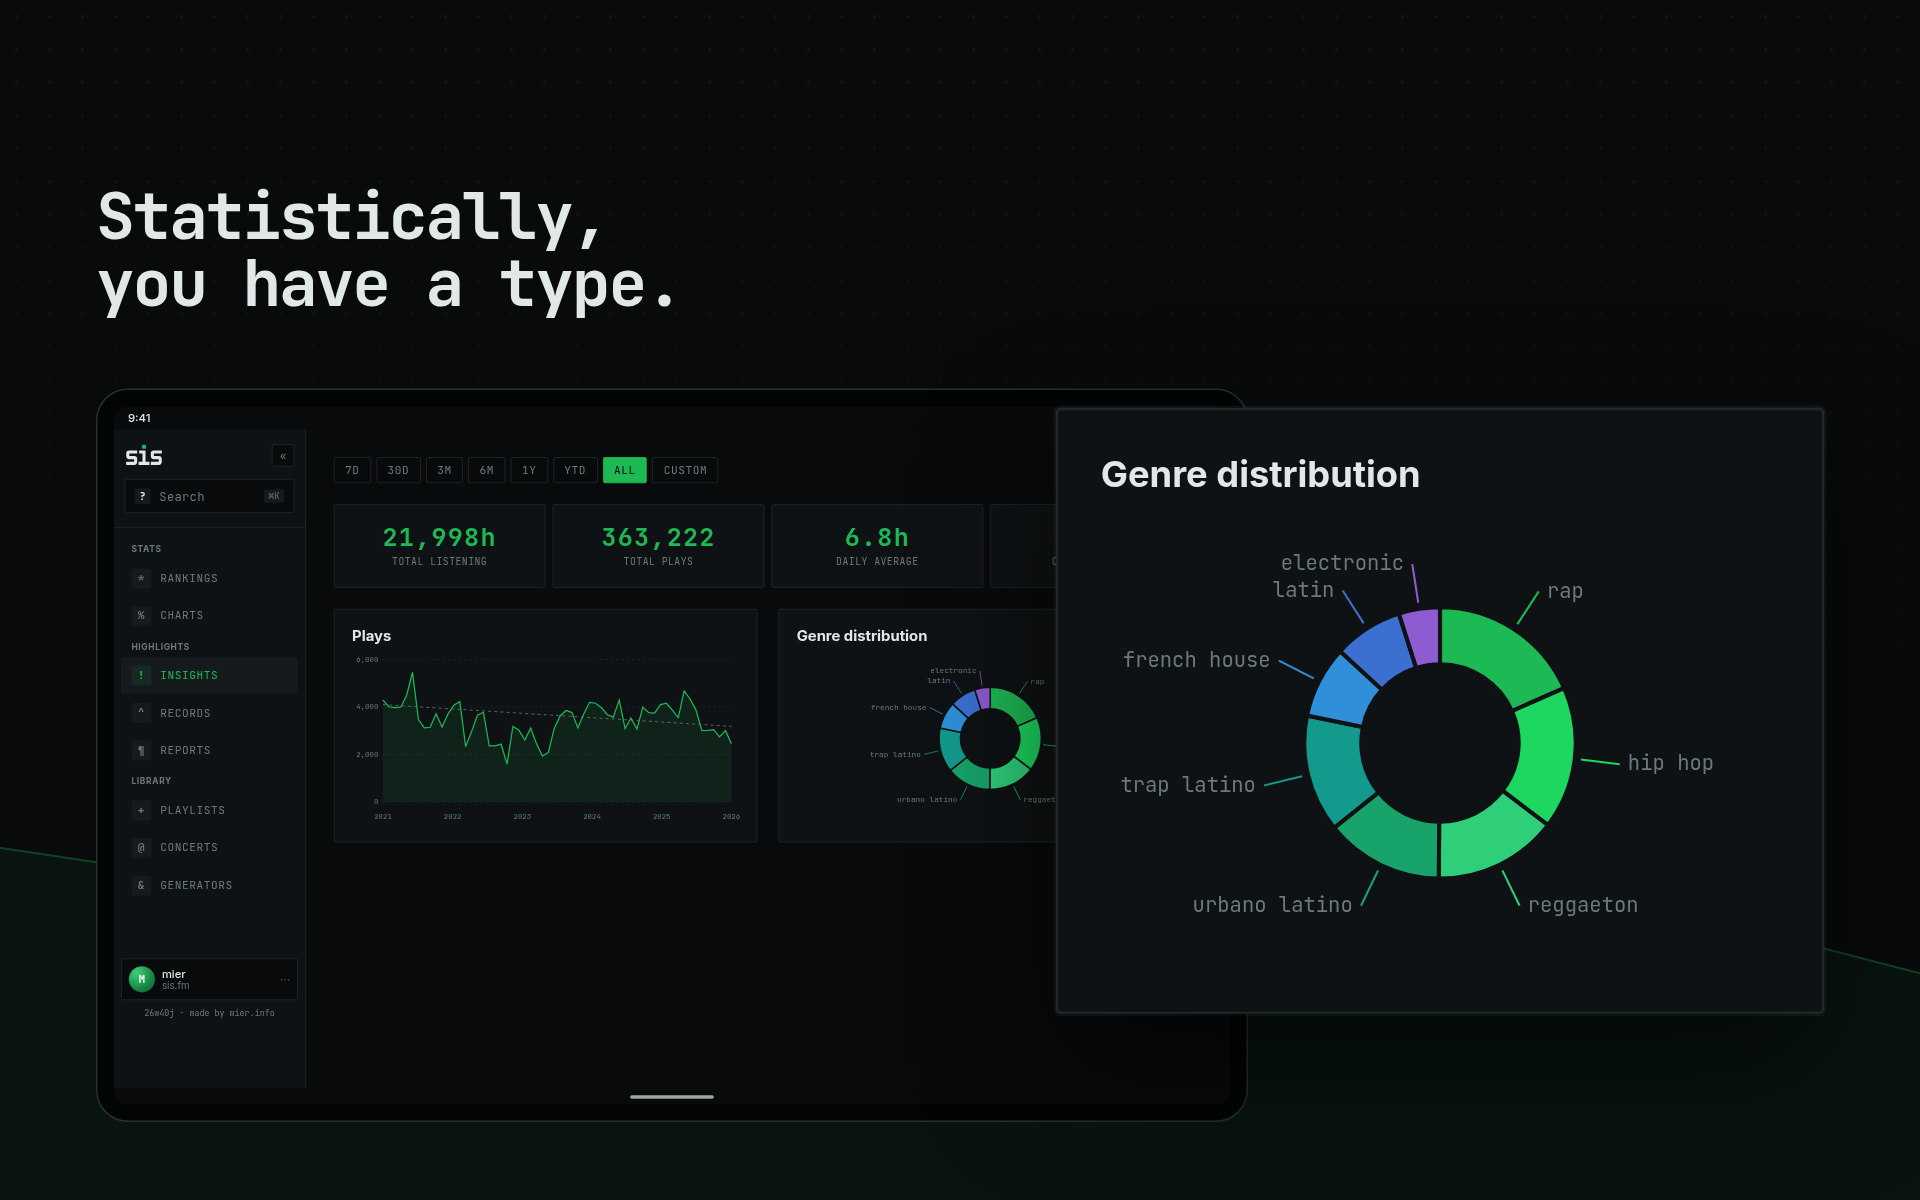 Statistically,
you have a type.
9:41
sis
«
? Search ⌘K
STATS
* RANKINGS
% CHARTS
HIGHLIGHTS
! INSIGHTS
^ RECORDS
¶ REPORTS
LIBRARY
+ PLAYLISTS
@ CONCERTS
& GENERATORS
M mier
sis.fm
...
26w40j · made by mier.info
7D 30D 3M 6M 1Y YTD ALL CUSTOM
21,998h
TOTAL LISTENING
363,222
TOTAL PLAYS
6.8h
DAILY AVERAGE
Plays
6,000
4,000
2,000
0
2021 2022 2023 2024 2025 2026
Genre distribution
electronic
latin
rap
french house
trap latino
urbano latino
reggaet
Genre distribution
electronic
latin
rap
french house
hip hop
trap latino
urbano latino
reggaeton